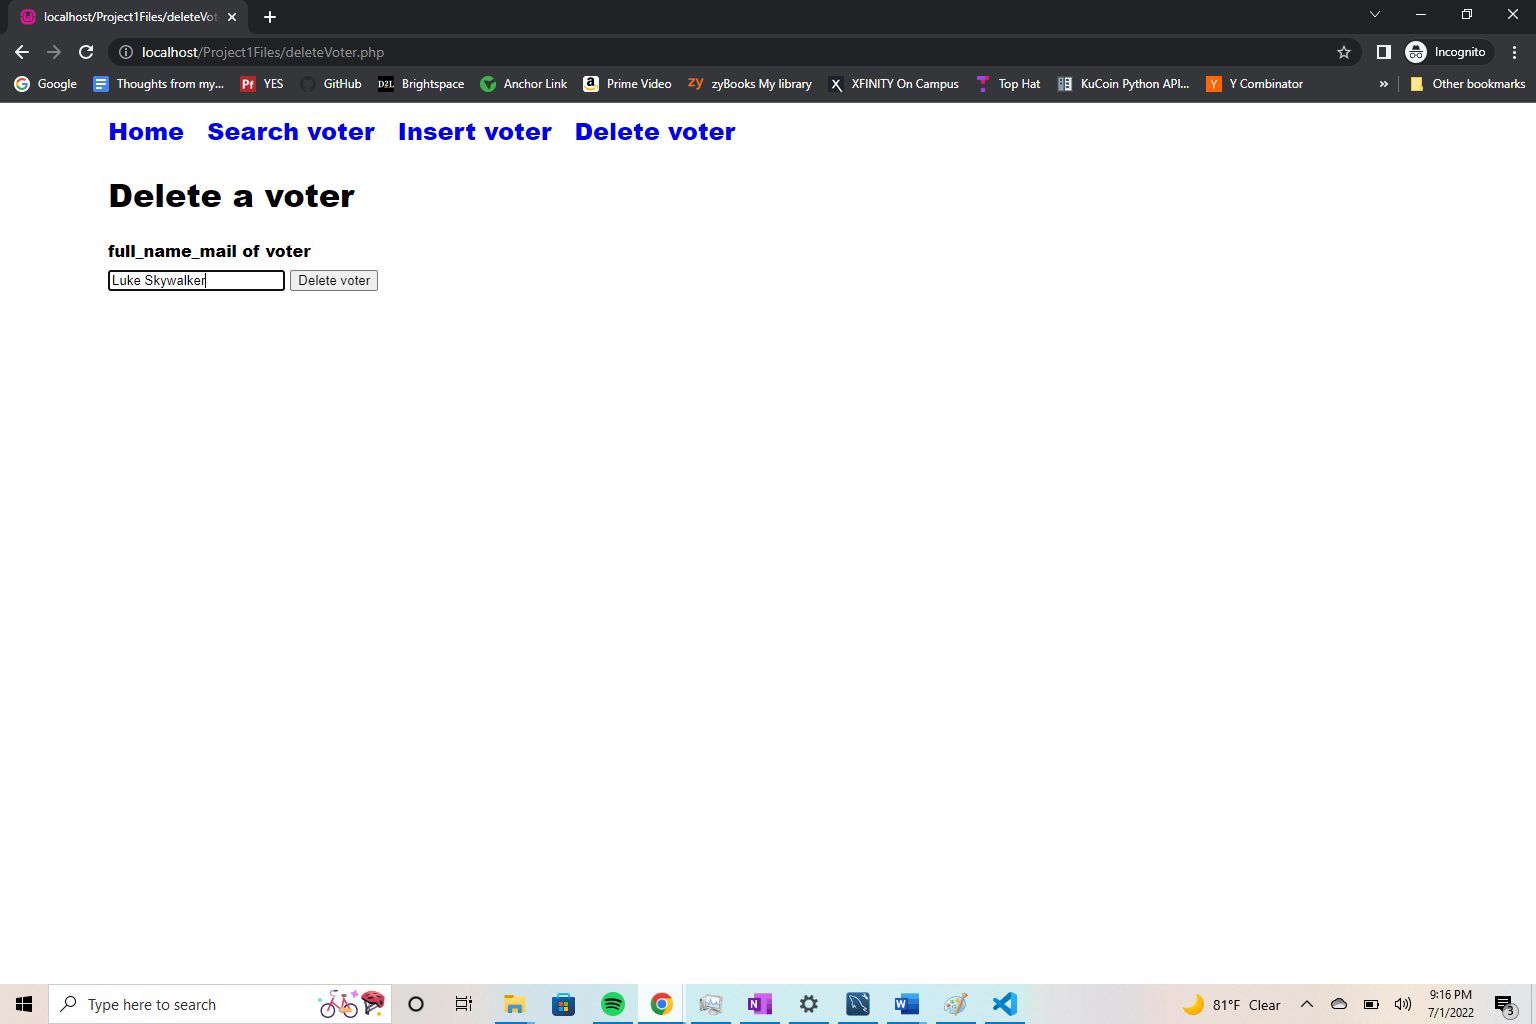 localhost/Project1Files/deleteVot
localhost/Project1Files/deleteVoter.php
Incognito
Google
Thoughts from my...
Pf YES
GitHub
D2L Brightspace
Anchor Link
a Prime Video
zy zyBooks My library
X XFINITY On Campus
Top Hat
KuCoin Python API...
Y Y Combinator
»
Other bookmarks
Home Search voter Insert voter Delete voter
Delete a voter
full_name_mail of voter
Luke Skywalker Delete voter
Type here to search
81°F Clear
9:16 PM
7/1/2022
3